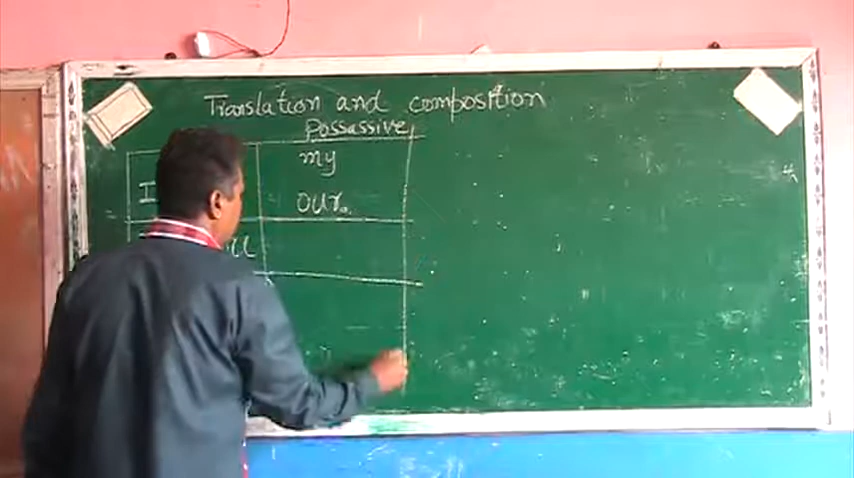 Translation and composition
Possassive
my
I
our